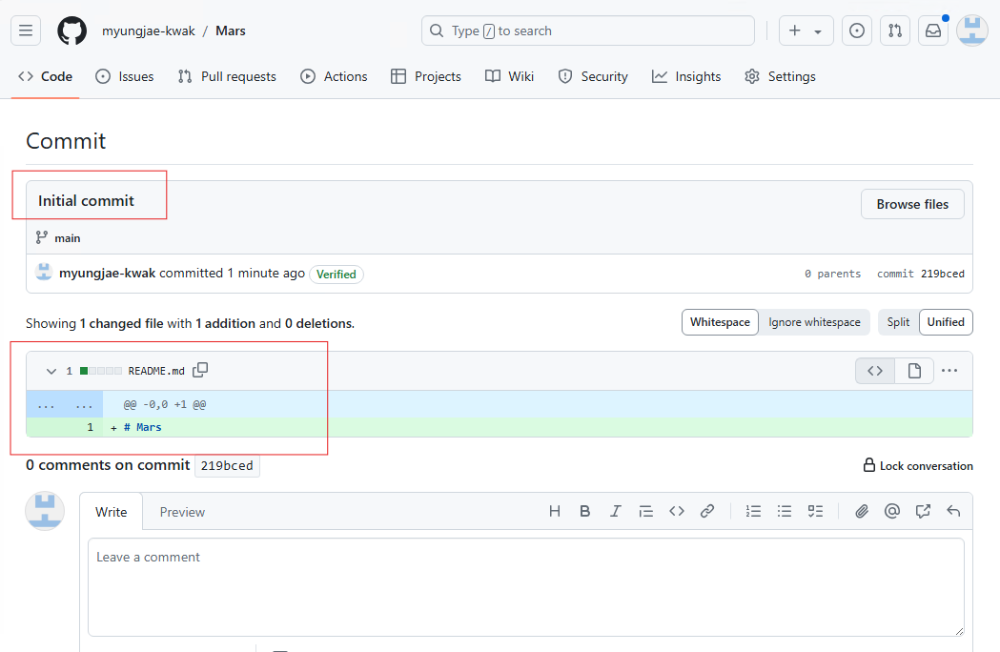 myungjae-kwak / Mars
Type / to search
Code Issues Pull requests Actions Projects Wiki Security Insights Settings
Commit
Initial commit
Browse files
main
myungjae-kwak committed 1 minute ago Verified 0 parents commit 219bced
Showing 1 changed file with 1 addition and 0 deletions.
Whitespace Ignore whitespace Split Unified
1 README.md
... ... @@ -0,0 +1 @@
1 + # Mars
0 comments on commit 219bced
Lock conversation
Write Preview
Leave a comment